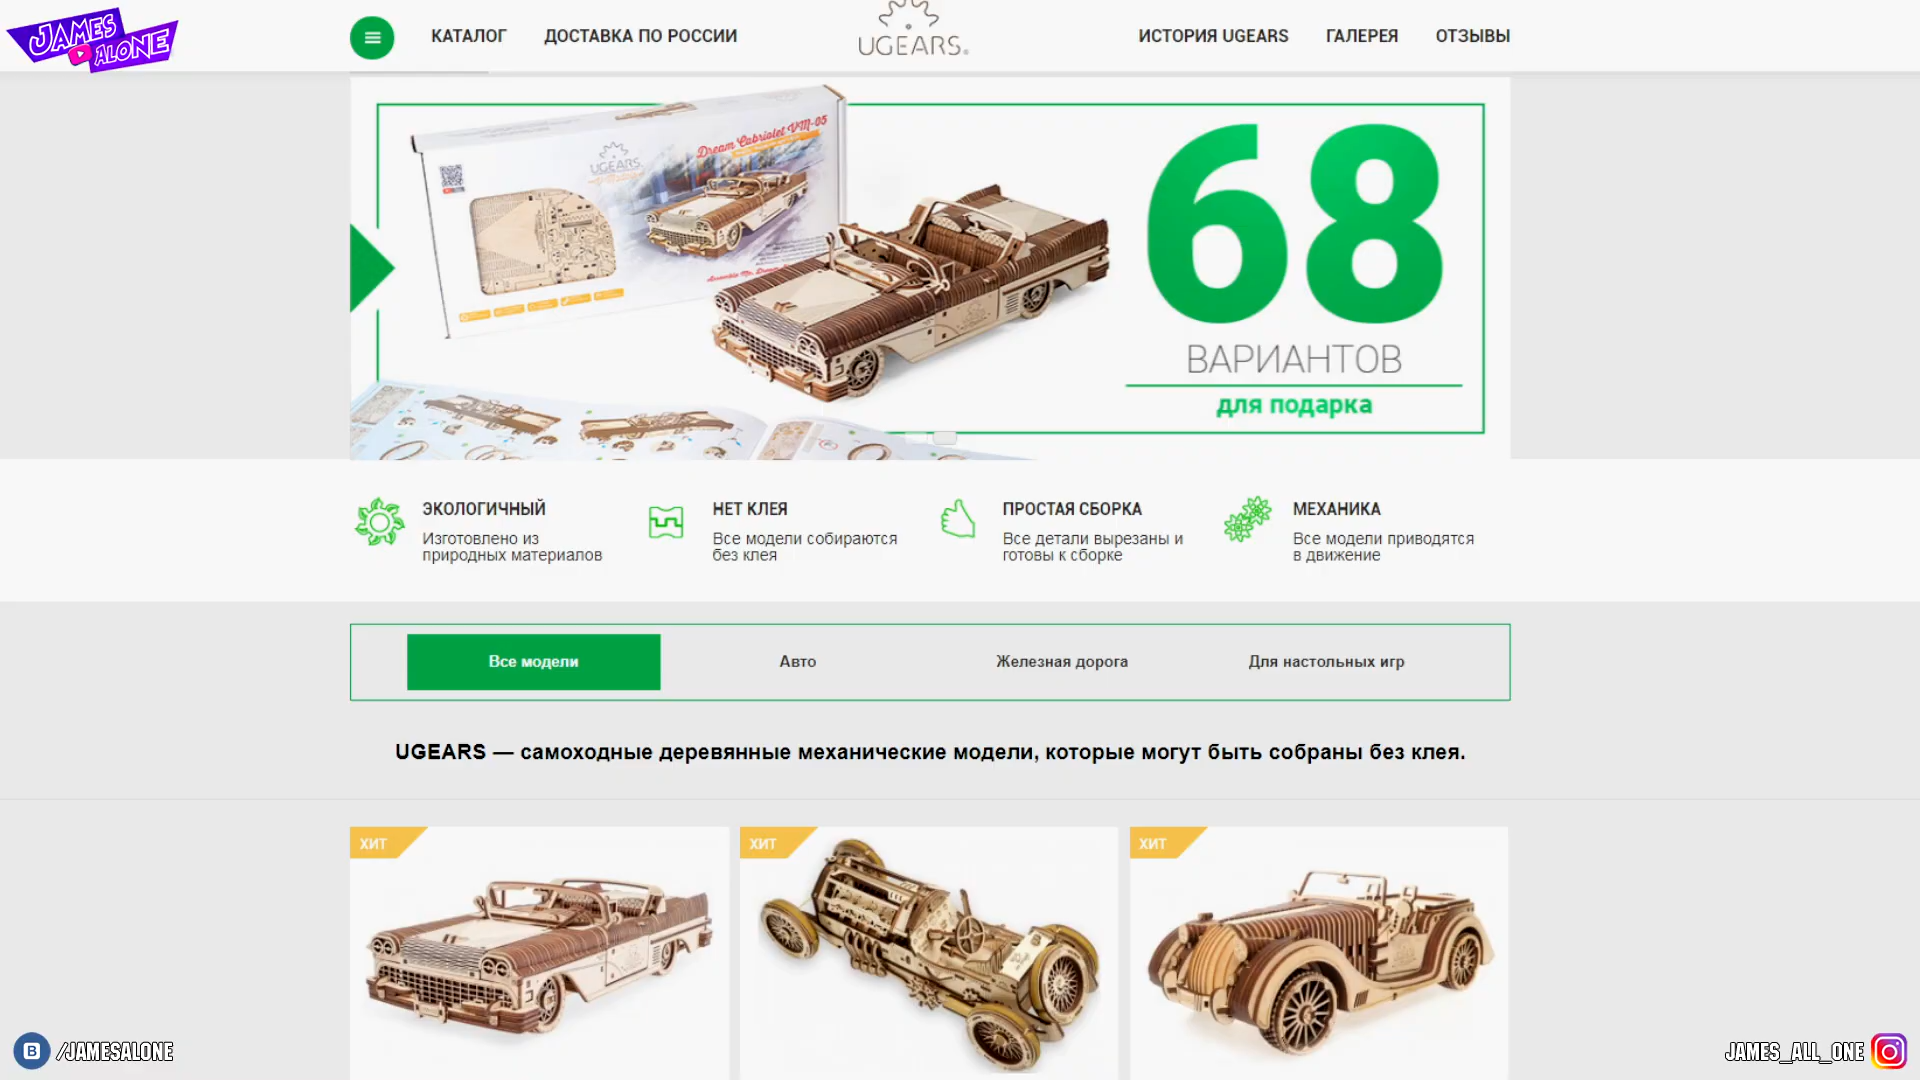 JAMES ALONE
КАТАЛОГ
ДОСТАВКА ПО РОССИИ
UGEARS®
ИСТОРИЯ UGEARS
ГАЛЕРЕЯ
ОТЗЫВЫ
Dream Cabriolet VM-05
UGEARS
68
ВАРИАНТОВ
для подарка
ЭКОЛОГИЧНЫЙ
Изготовлено из
природных материалов
НЕТ КЛЕЯ
Все модели собираются
без клея
ПРОСТАЯ СБОРКА
Все детали вырезаны и
готовы к сборке
МЕХАНИКА
Все модели приводятся
в движение
Все модели
Авто
Железная дорога
Для настольных игр
UGEARS — самоходные деревянные механические модели, которые могут быть собраны без клея.
ХИТ
ХИТ
ХИТ
/JAMESALONE
JAMES_ALL_ONE